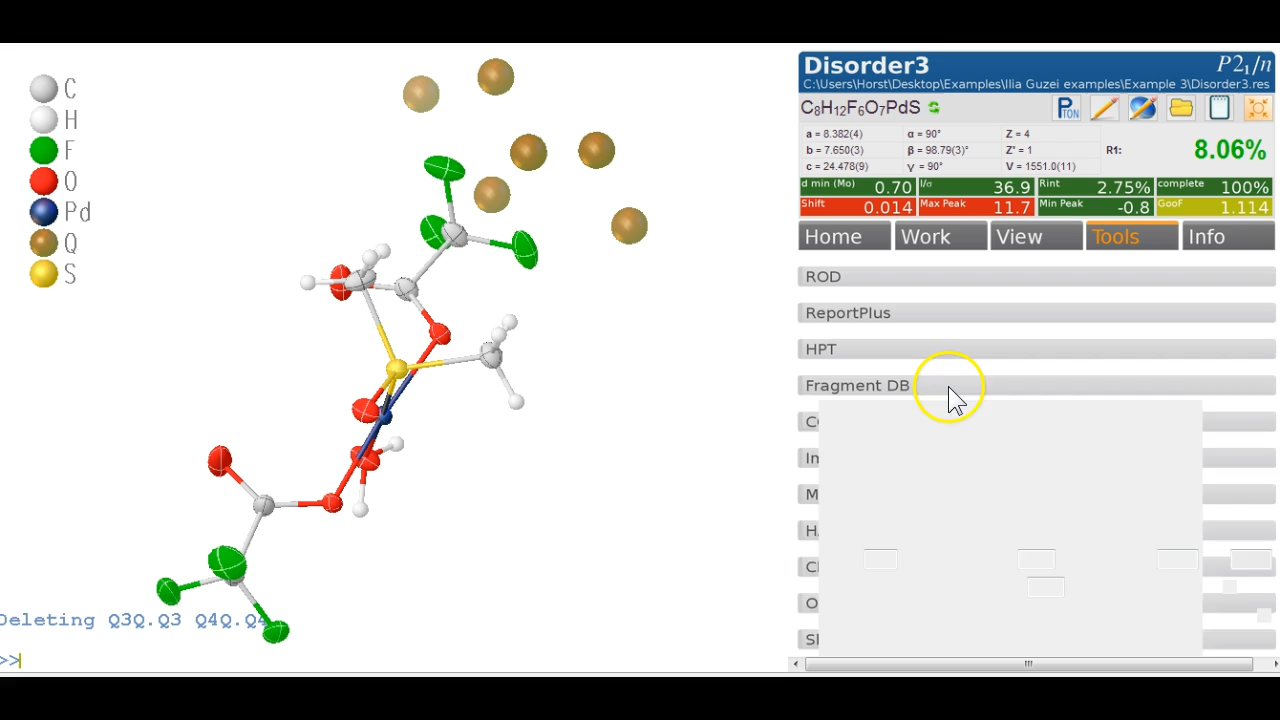 C
H
F
O
Pd
Q
S
Deleting Q3Q.Q3 Q4Q.Q4
>>
Disorder3
P2₁/n
C:\Users\Horst\Desktop\Examples\Ilia Guzei examples\Example 3\Disorder3.res
C₈H₁₂F₆O₇PdS
PTON
a = 8.382(4) α = 90° Z = 4
b = 7.650(3) β = 98.79(3)° Z' = 1
c = 24.478(9) γ = 90° V = 1551.0(11)
R1: 8.06%
d min (Mo) 0.70 I/σ 36.9 Rint 2.75% complete 100%
Shift 0.014 Max Peak 11.7 Min Peak -0.8 GooF 1.114
Home Work View Tools Info
ROD
ReportPlus
HPT
Fragment DB